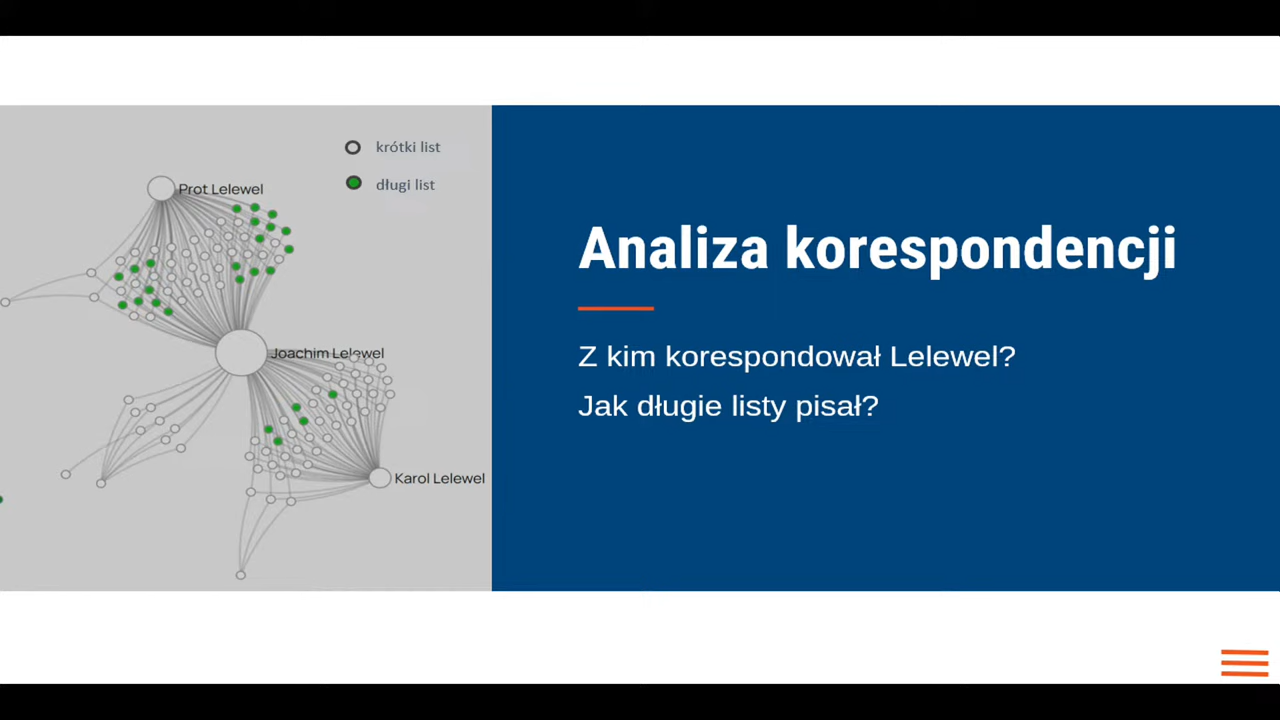 krótki list
długi list
Prot Lelewel
Joachim Lelewel
Karol Lelewel
Analiza korespondencji
Z kim korespondował Lelewel?
Jak długie listy pisał?